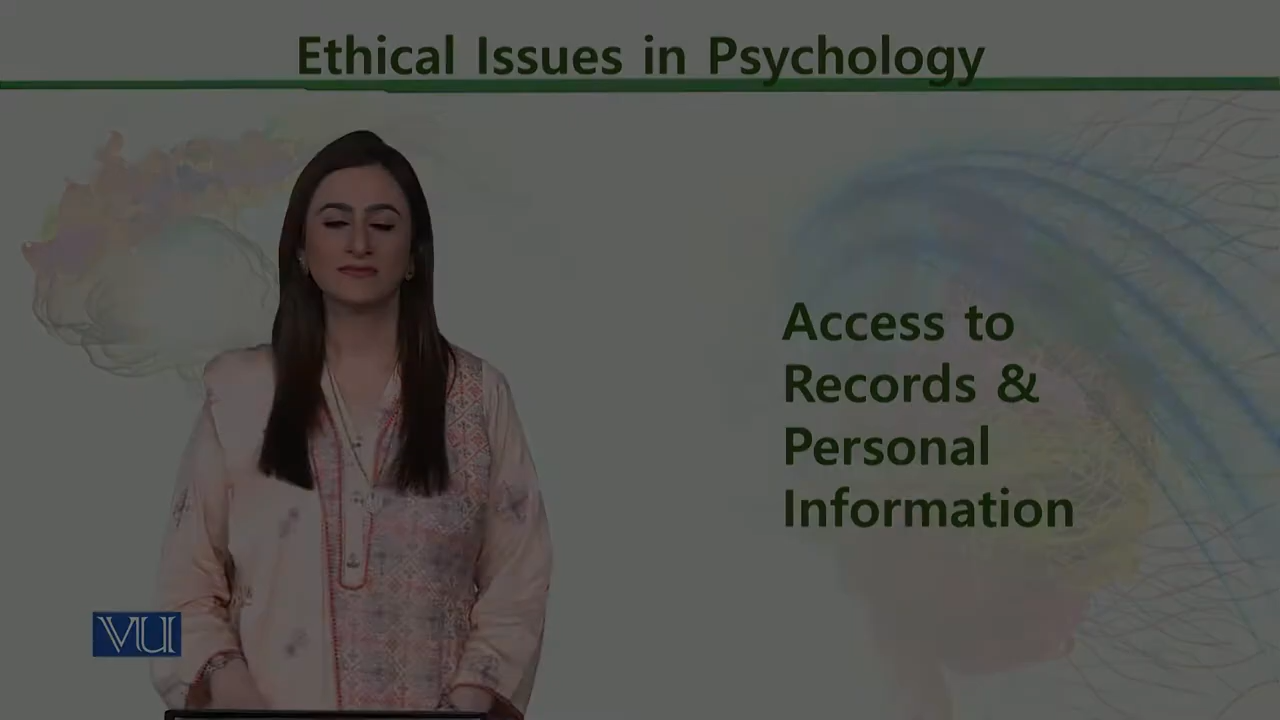 Ethical Issues in Psychology
Access to
Records &
Personal
Information
VU